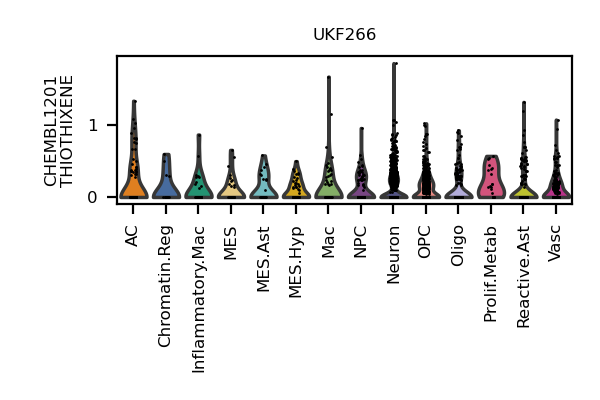 UKF266
CHEMBL1201
THIOTHIXENE
1
0
AC
Chromatin.Reg
Inflammatory.Mac
MES
MES.Ast
MES.Hyp
Mac
NPC
Neuron
OPC
Oligo
Prolif.Metab
Reactive.Ast
Vasc